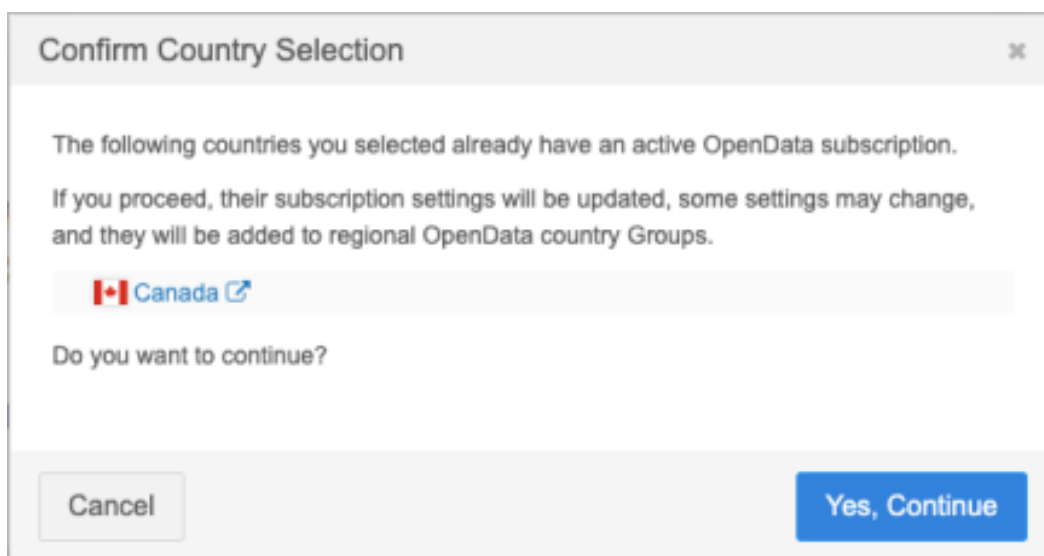 Confirm Country Selection
The following countries you selected already have an active OpenData subscription.
If you proceed, their subscription settings will be updated, some settings may change,
and they will be added to regional OpenData country Groups.
Canada
Do you want to continue?
Cancel
Yes, Continue